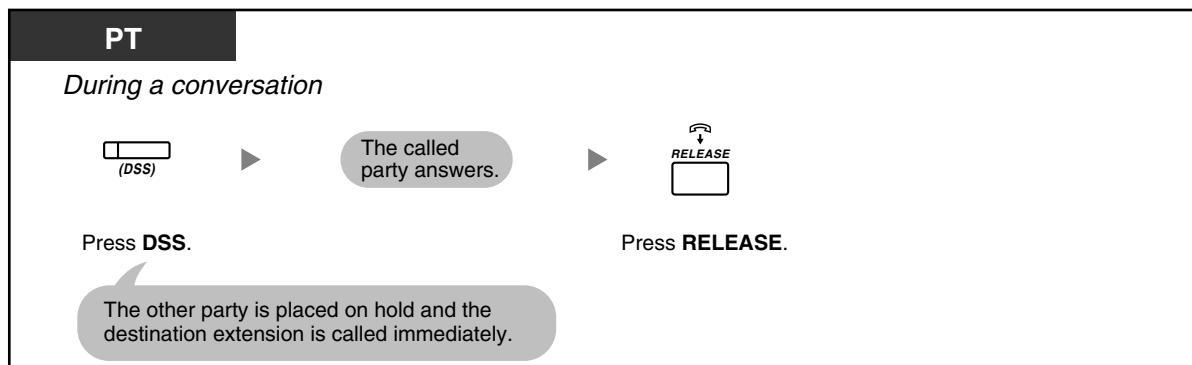 PT
During a conversation
(DSS)
The called
party answers.
RELEASE
Press DSS.
Press RELEASE.
The other party is placed on hold and the
destination extension is called immediately.